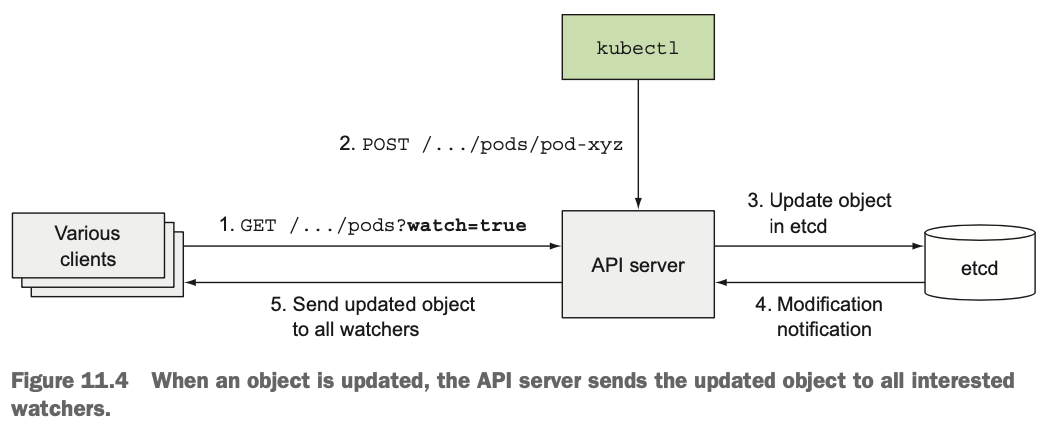 kubectl
2. POST /.../pods/pod-xyz
3. Update object
in etcd
Various
clients
1. GET /.../pods?watch=true
API server
etcd
5. Send updated object
to all watchers
4. Modification
notification
Figure 11.4 When an object is updated, the API server sends the updated object to all interested
watchers.